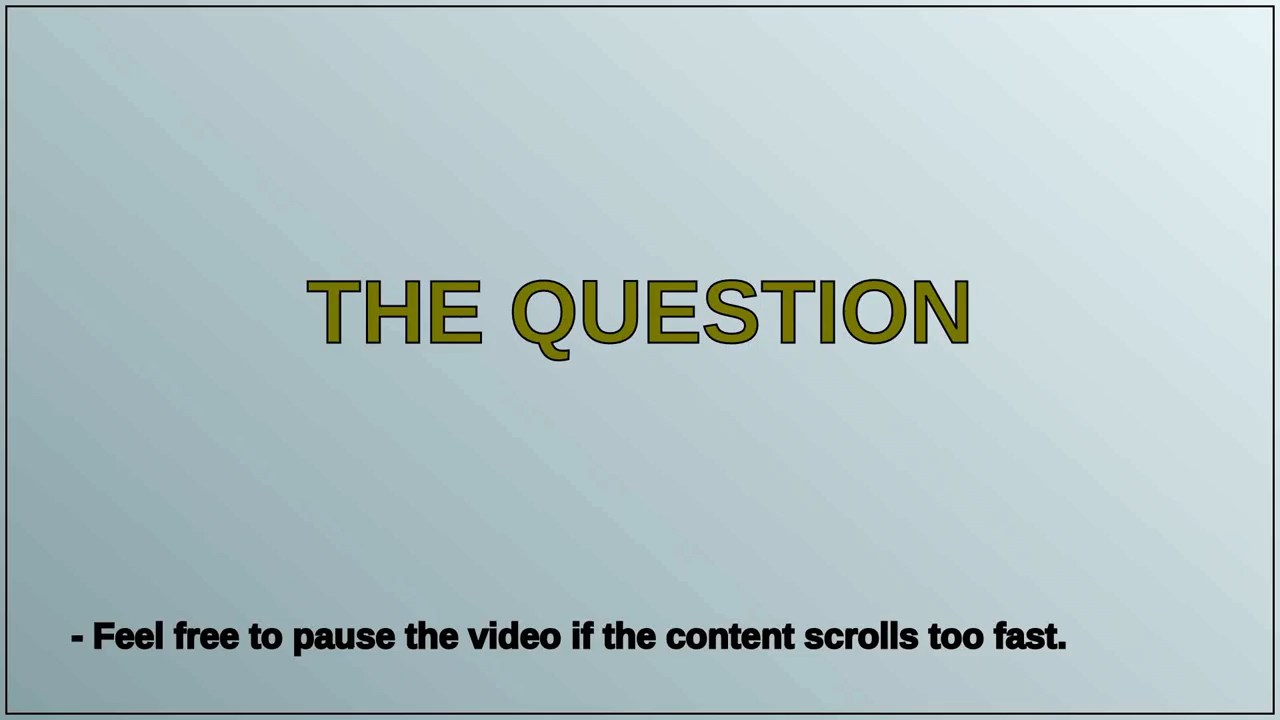 THE QUESTION
- Feel free to pause the video if the content scrolls too fast.